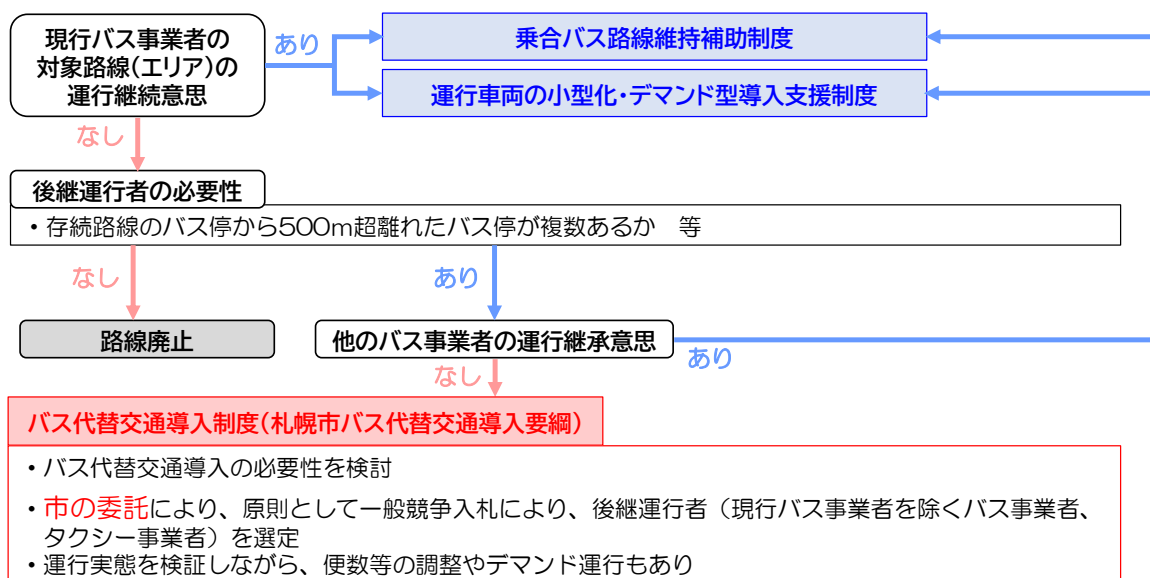 現行バス事業者の
対象路線(エリア)の
運行継続意思
あり
乗合バス路線維持補助制度
運行車両の小型化・デマンド型導入支援制度
なし
後継運行者の必要性
・存続路線のバス停から500m超離れたバス停が複数あるか　等
なし
あり
路線廃止
他のバス事業者の運行継承意思
あり
なし
バス代替交通導入制度(札幌市バス代替交通導入要綱)
・バス代替交通導入の必要性を検討
・市の委託により、原則として一般競争入札により、後継運行者（現行バス事業者を除くバス事業者、
タクシー事業者）を選定
・運行実態を検証しながら、便数等の調整やデマンド運行もあり